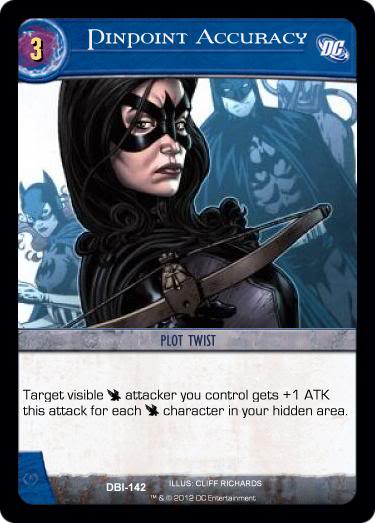 3
PINPOINT ACCURACY
DC
PLOT TWIST
Target visible attacker you control gets +1 ATK
this attack for each character in your hidden area.
DBI-142
ILLUS: CLIFF RICHARDS
™ & © 2012 DC Entertainment